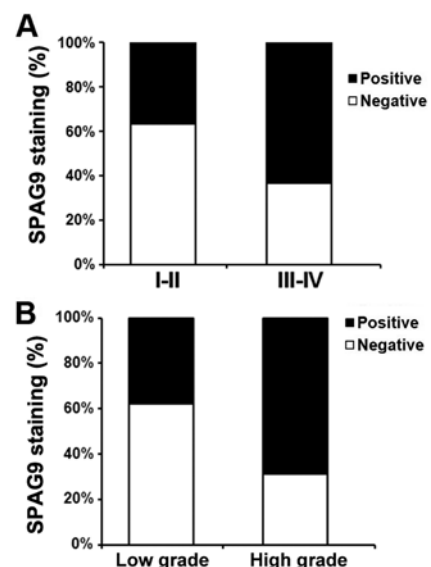 A
SPAG9 staining (%)
100%
80%
60%
40%
20%
0%
Positive
Negative
I-II
III-IV
B
SPAG9 staining (%)
100%
80%
60%
40%
20%
0%
Positive
Negative
Low grade
High grade